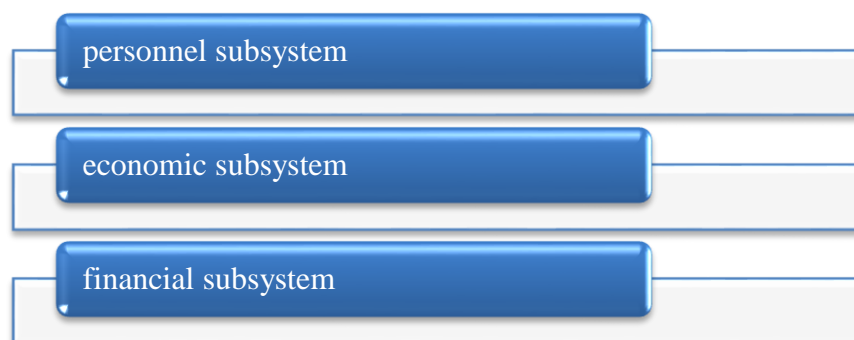 personnel subsystem
economic subsystem
financial subsystem